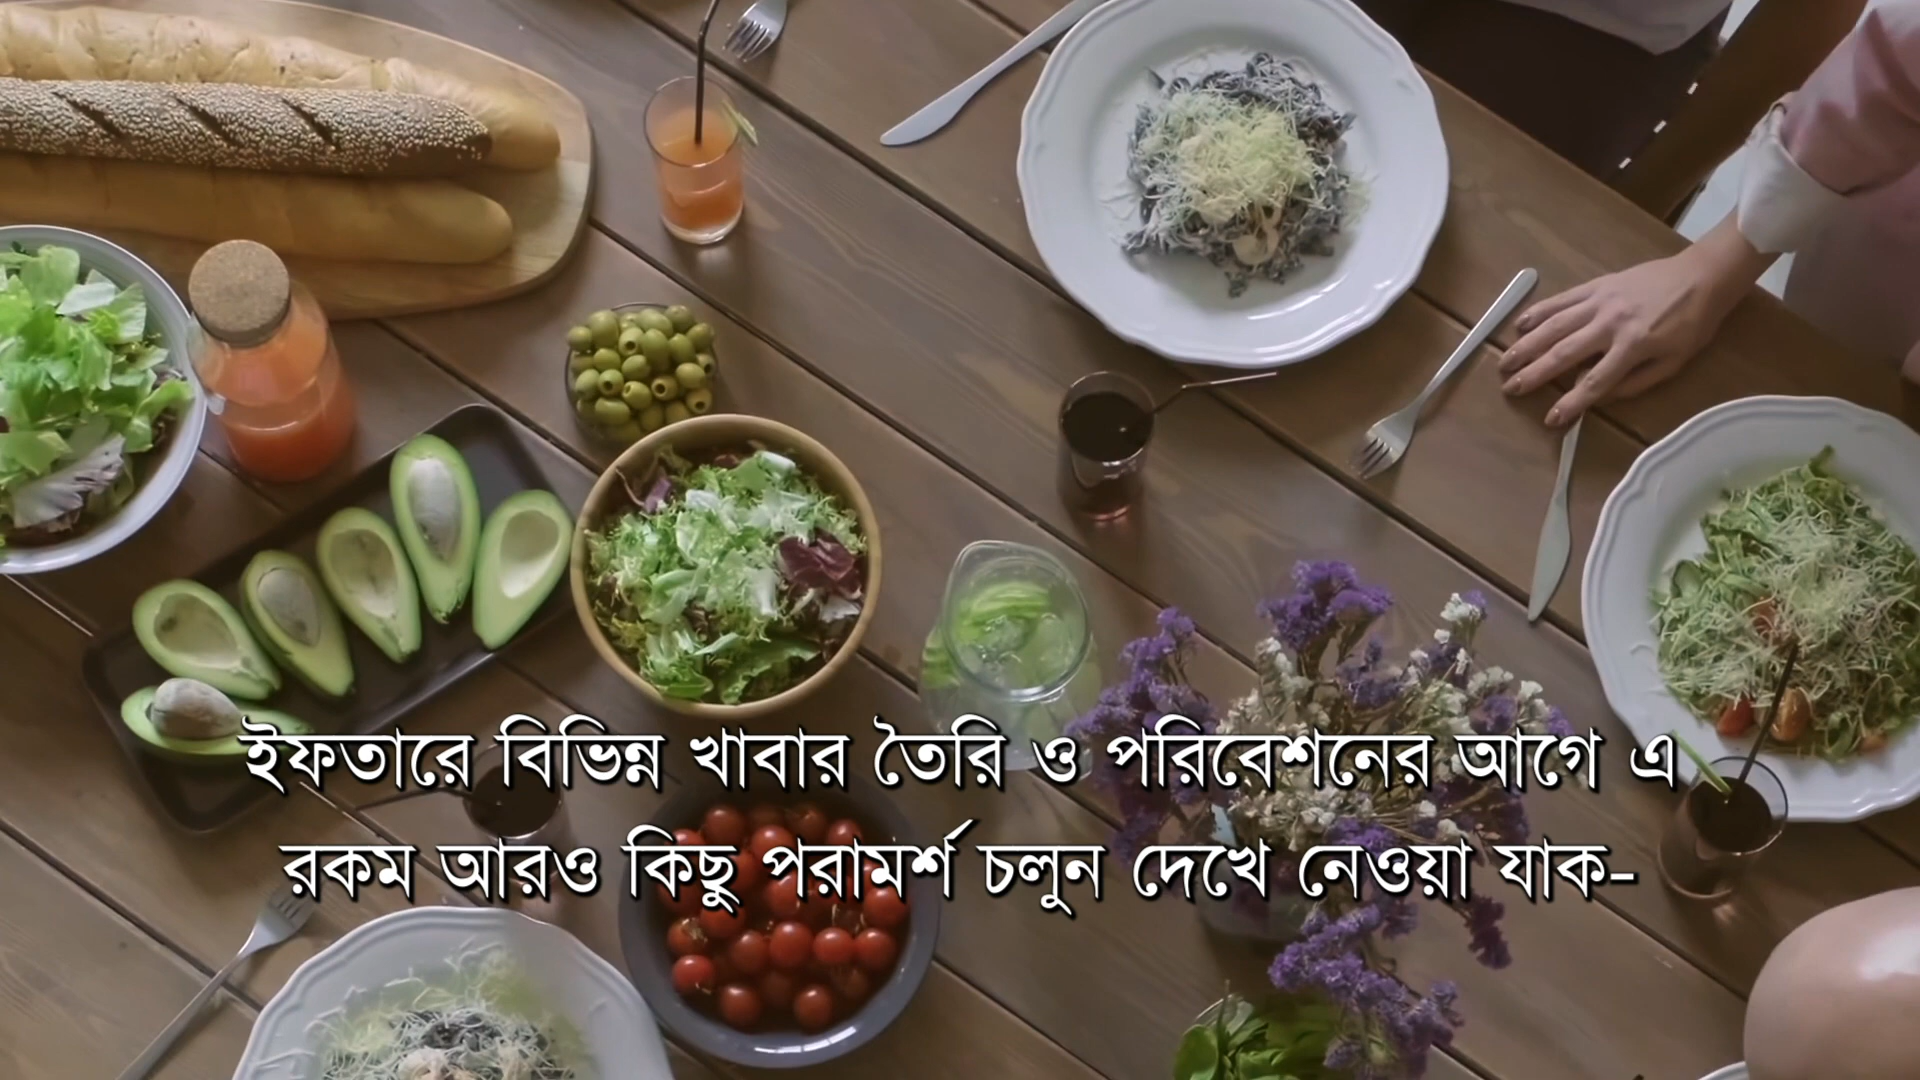 ইফতারে বিভিন্ন খাবার তৈরি ও পরিবেশনের আগে এ
রকম আরও কিছু পরামর্শ চলুন দেখে নেওয়া যাক-